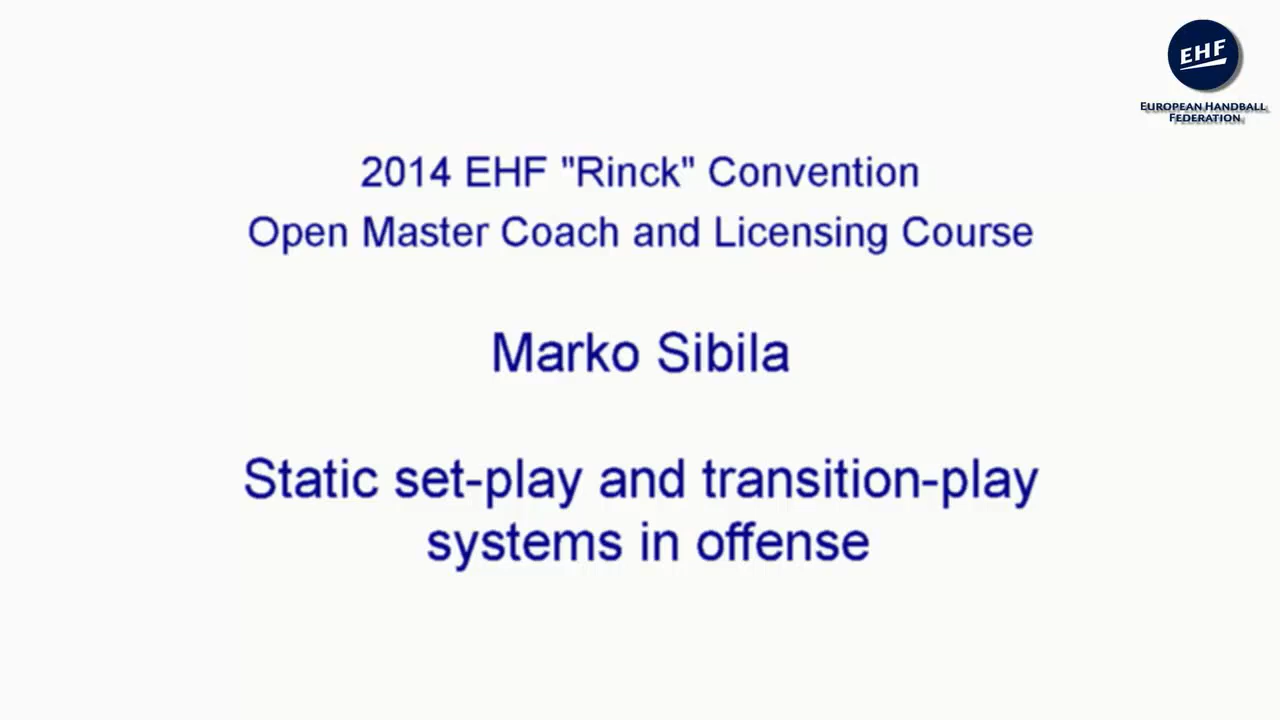 EHF
EUROPEAN HANDBALL
FEDERATION
2014 EHF "Rinck" Convention
Open Master Coach and Licensing Course
Marko Sibila
Static set-play and transition-play
systems in offense